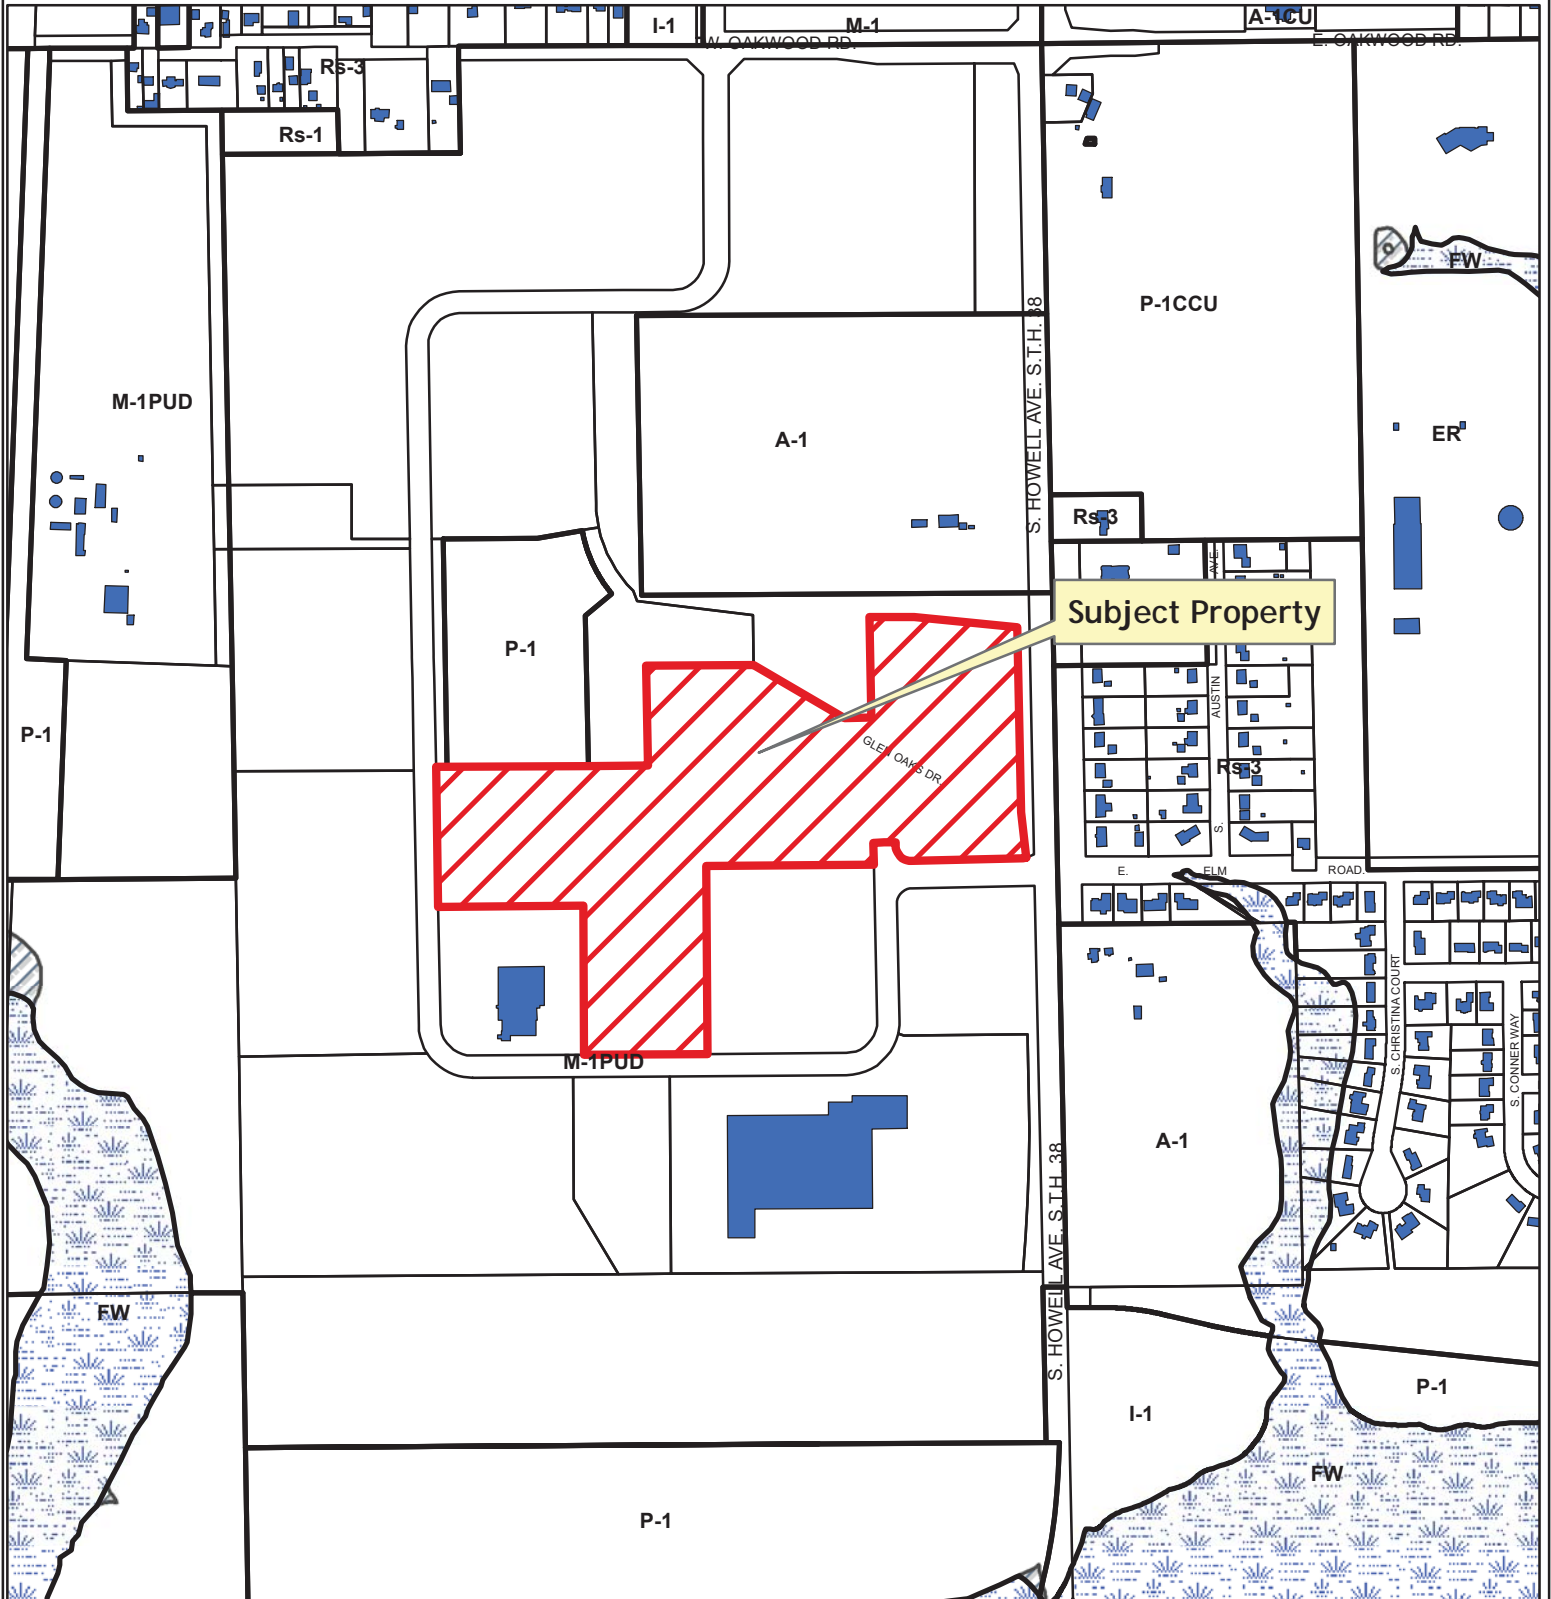 I-1
M-1
A-1CU
W. OAKWOOD RD.
E. OAKWOOD RD.
Rs-3
Rs-1
FW
P-1CCU
S. HOWELL AVE. S.T.H. 38
M-1PUD
A-1
ER
Rs-3
AVE.
Subject Property
P-1
AUSTIN
P-1
GLEN OAKS DR.
Rs-3
S.
E.
ELM
ROAD.
S. CHRISTINA COURT
S. CONNER WAY
M-1PUD
A-1
S. HOWELL AVE. S.T.H. 38
FW
P-1
I-1
FW
P-1